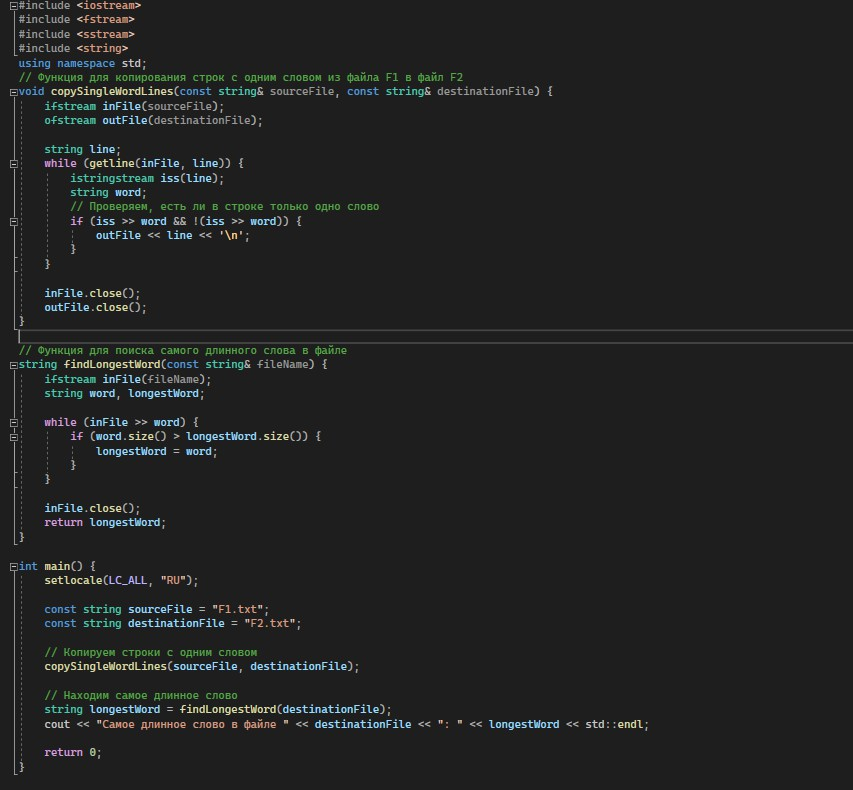 #include <iostream>
#include <fstream>
#include <sstream>
#include <string>
using namespace std;
// Функция для копирования строк с одним словом из файла F1 в файл F2
void copySingleWordLines(const string& sourceFile, const string& destinationFile) {
    ifstream inFile(sourceFile);
    ofstream outFile(destinationFile);

    string line;
    while (getline(inFile, line)) {
        istringstream iss(line);
        string word;
        // Проверяем, есть ли в строке только одно слово
        if (iss >> word && !(iss >> word)) {
            outFile << line << '\n';
        }
    }

    inFile.close();
    outFile.close();
}

// Функция для поиска самого длинного слова в файле
string findLongestWord(const string& fileName) {
    ifstream inFile(fileName);
    string word, longestWord;

    while (inFile >> word) {
        if (word.size() > longestWord.size()) {
            longestWord = word;
        }
    }

    inFile.close();
    return longestWord;
}

int main() {
    setlocale(LC_ALL, "RU");

    const string sourceFile = "F1.txt";
    const string destinationFile = "F2.txt";

    // Копируем строки с одним словом
    copySingleWordLines(sourceFile, destinationFile);

    // Находим самое длинное слово
    string longestWord = findLongestWord(destinationFile);
    cout << "Самое длинное слово в файле " << destinationFile << ": " << longestWord << std::endl;

    return 0;
}